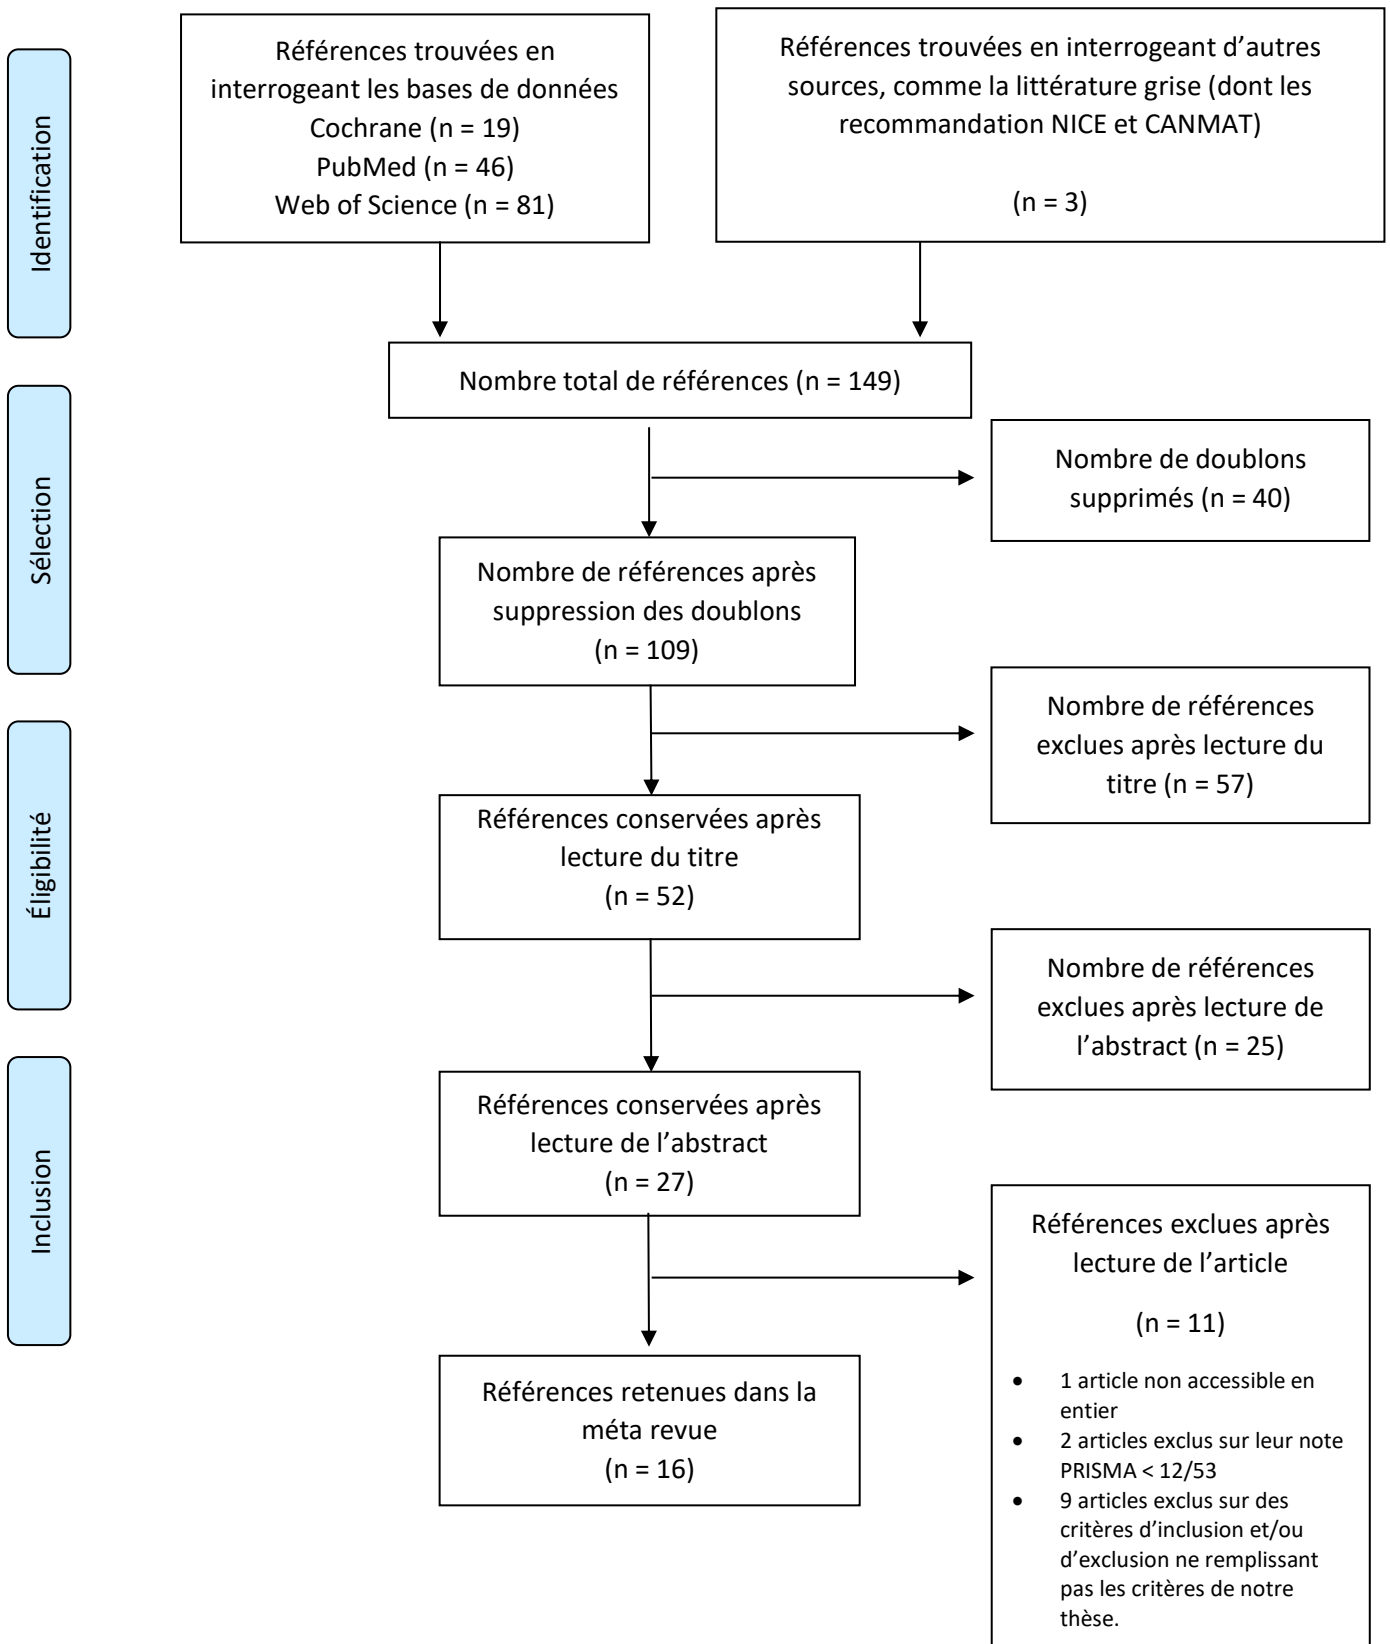 Identification
Références trouvées en
interrogeant les bases de données
Cochrane (n = 19)
PubMed (n = 46)
Web of Science (n = 81)
Références trouvées en interrogeant d’autres
sources, comme la littérature grise (dont les
recommandation NICE et CANMAT)
(n = 3)
Nombre total de références (n = 149)
Sélection
Nombre de doublons
supprimés (n = 40)
Nombre de références après
suppression des doublons
(n = 109)
Nombre de références
exclues après lecture du
titre (n = 57)
Éligibilité
Références conservées après
lecture du titre
(n = 52)
Nombre de références
exclues après lecture de
l’abstract (n = 25)
Inclusion
Références conservées après
lecture de l’abstract
(n = 27)
Références exclues après
lecture de l’article
(n = 11)
• 1 article non accessible en
entier
• 2 articles exclus sur leur note
PRISMA < 12/53
• 9 articles exclus sur des
critères d’inclusion et/ou
d’exclusion ne remplissant
pas les critères de notre
thèse.
Références retenues dans la
méta revue
(n = 16)